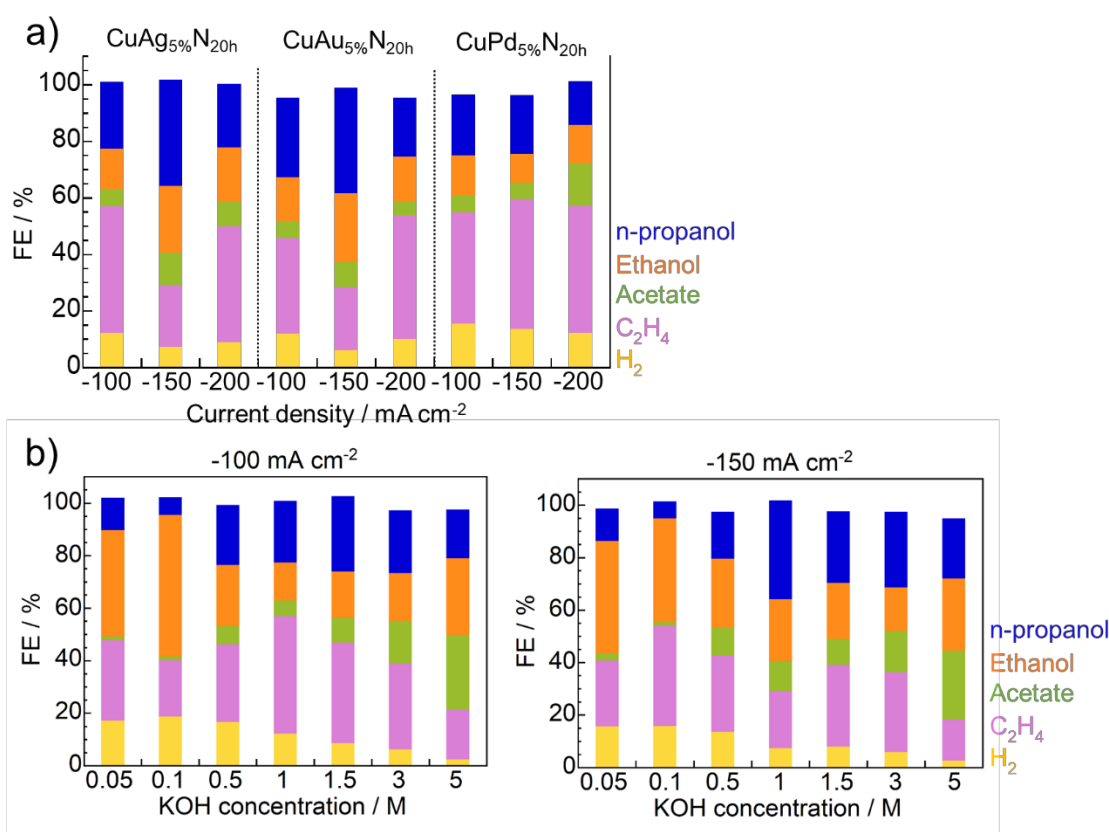 a)
CuAg5%N20h CuAu5%N20h CuPd5%N20h
FE / %
100
80
60
40
20
0
-100 -150 -200 -100 -150 -200 -100 -150 -200
Current density / mA cm-2
n-propanol
Ethanol
Acetate
C2H4
H2
b)
-100 mA cm-2
FE / %
100
80
60
40
20
0
0.05 0.1 0.5 1 1.5 3 5
KOH concentration / M
-150 mA cm-2
FE / %
100
80
60
40
20
0
0.05 0.1 0.5 1 1.5 3 5
KOH concentration / M
n-propanol
Ethanol
Acetate
C2H4
H2